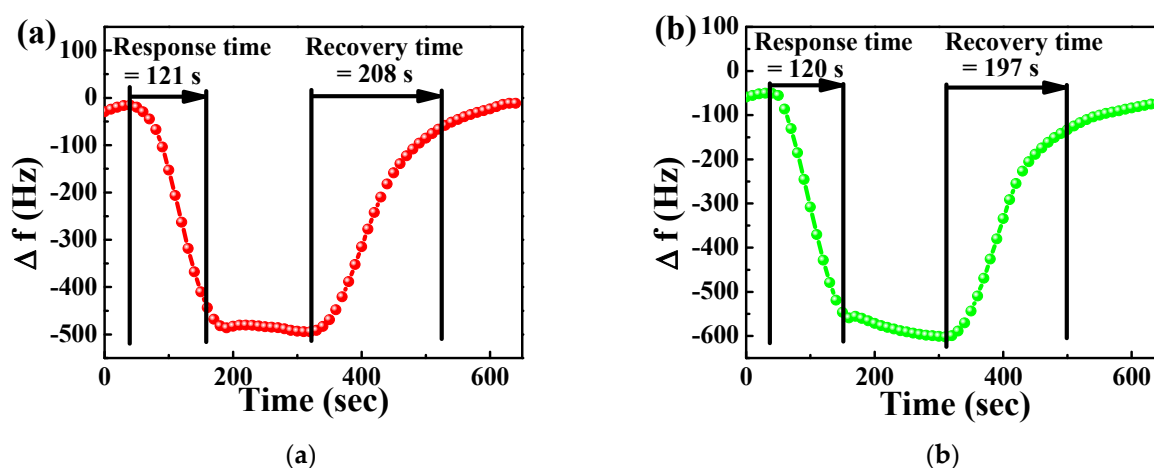 (a)
Response time
= 121 s
Recovery time
= 208 s
100
0
-100
-200
-300
-400
-500
Δ f (Hz)
0
200
400
600
Time (sec)
(a)
(b)
Response time
= 120 s
Recovery time
= 197 s
100
0
-100
-200
-300
-400
-500
-600
Δ f (Hz)
0
200
400
600
Time (sec)
(b)